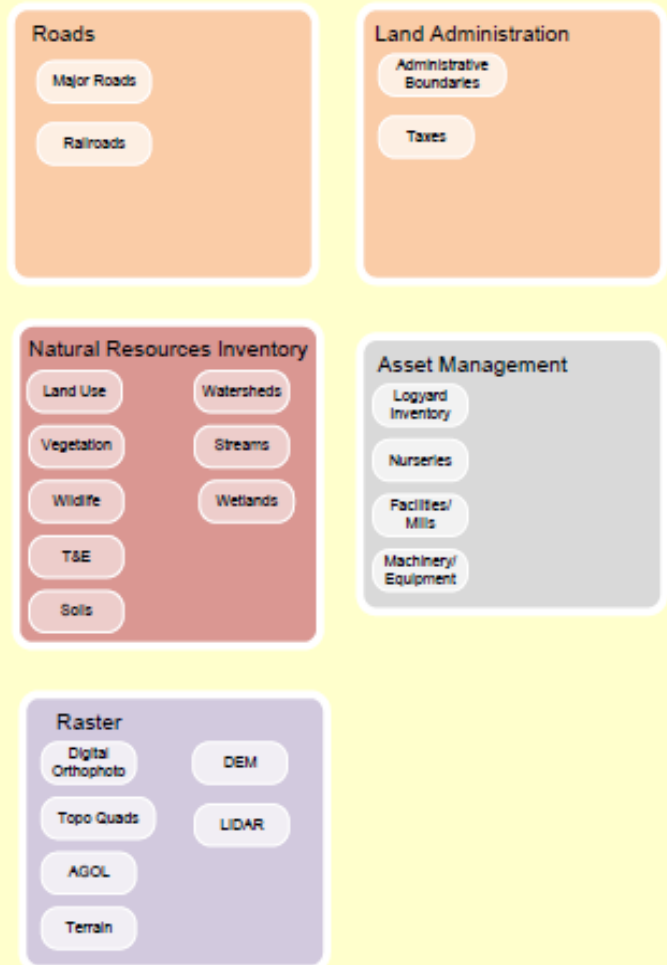 Roads
Major Roads
Railroads
Land Administration
Administrative
Boundaries
Taxes
Natural Resources Inventory
Land Use
Vegetation
Wildlife
T&E
Soils
Watersheds
Streams
Wetlands
Asset Management
Logyard
Inventory
Nurseries
Facilities/
Mills
Machinery/
Equipment
Raster
Digital
Orthophoto
Topo Quads
AGOL
Terrain
DEM
LIDAR